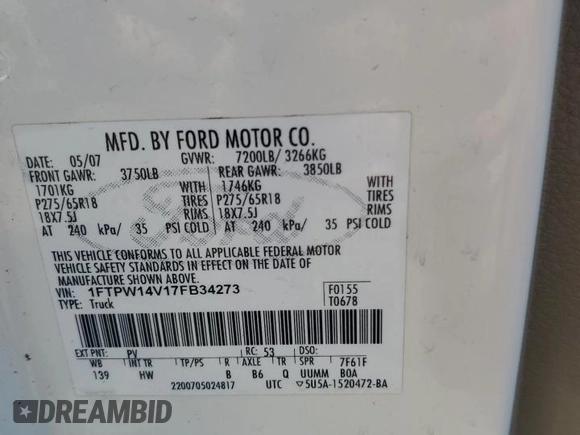 MFD. BY FORD MOTOR CO.
DATE: 05/07 GVWR: 7200LB/ 3266KG
FRONT GAWR: 3750LB REAR GAWR: 3850LB
1701KG WITH 1746KG WITH
P275/65R18 TIRES P275/65R18 TIRES
18X7.5J RIMS 18X7.5J RIMS
AT 240 kPa/ 35 PSI COLD AT 240 kPa/ 35 PSI COLD
Ford
THIS VEHICLE CONFORMS TO ALL APPLICABLE FEDERAL MOTOR
VEHICLE SAFETY STANDARDS IN EFFECT ON THE DATE OF
MANUFACTURE SHOWN ABOVE.
VIN: 1FTPW14V17FB34273 F0155
TYPE: Truck T0678
EXT PNT: PV RC: 53 DSO:
WB INT TR TP/PS R AXLE TR SPR 7F61F
139 HW B B6 Q UUMM BOA
2200705024817 UTC ▽5U5A-1520472-BA
DREAMBID